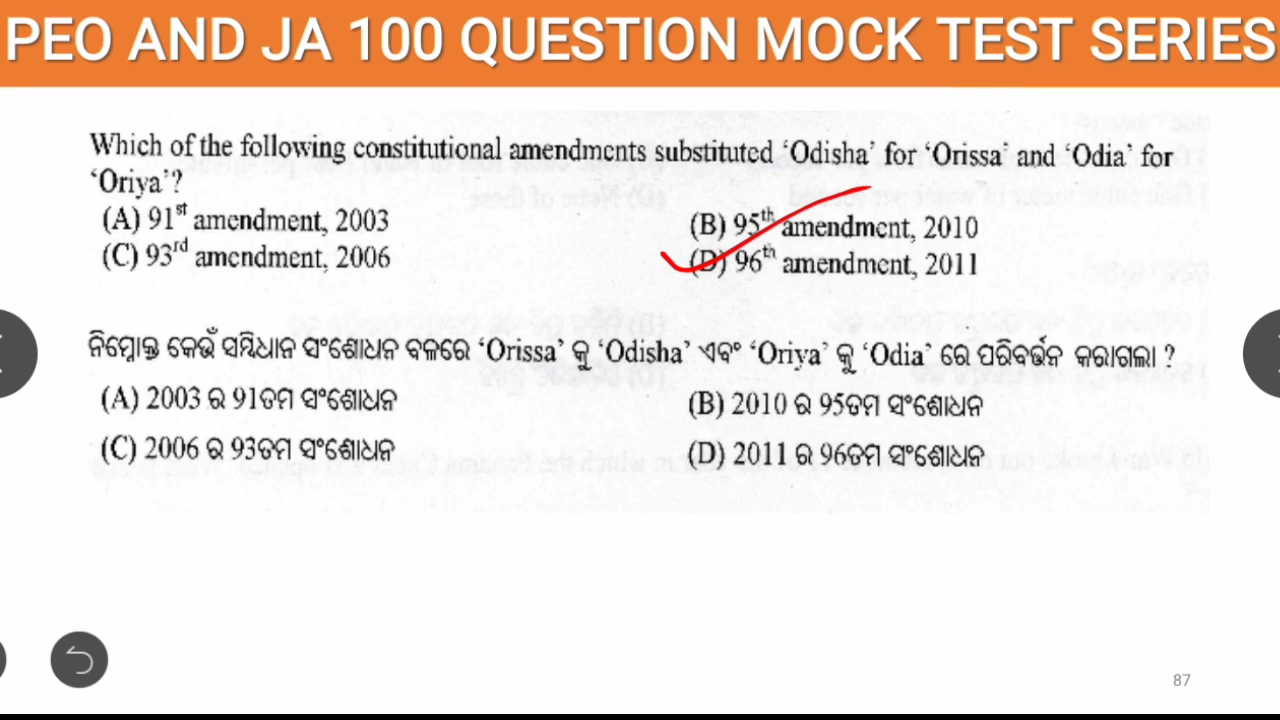 PEO AND JA 100 QUESTION MOCK TEST SERIES
Which of the following constitutional amendments substituted ‘Odisha’ for ‘Orissa’ and ‘Odia’ for
‘Oriya’?
(A) 91st amendment, 2003 (B) 95th amendment, 2010
(C) 93rd amendment, 2006 (D) 96th amendment, 2011
ନିମ୍ନୋକ୍ତ କେଉଁ ସମ୍ବିଧାନ ସଂଶୋଧନ ବଳରେ ‘Orissa’ କୁ ‘Odisha’ ଏବଂ ‘Oriya’ କୁ ‘Odia’ ରେ ପରିବର୍ତ୍ତନ କରାଗଲା ?
(A) 2003 ର 91ତମ ସଂଶୋଧନ (B) 2010 ର 95ତମ ସଂଶୋଧନ
(C) 2006 ର 93ତମ ସଂଶୋଧନ (D) 2011 ର 96ତମ ସଂଶୋଧନ
87